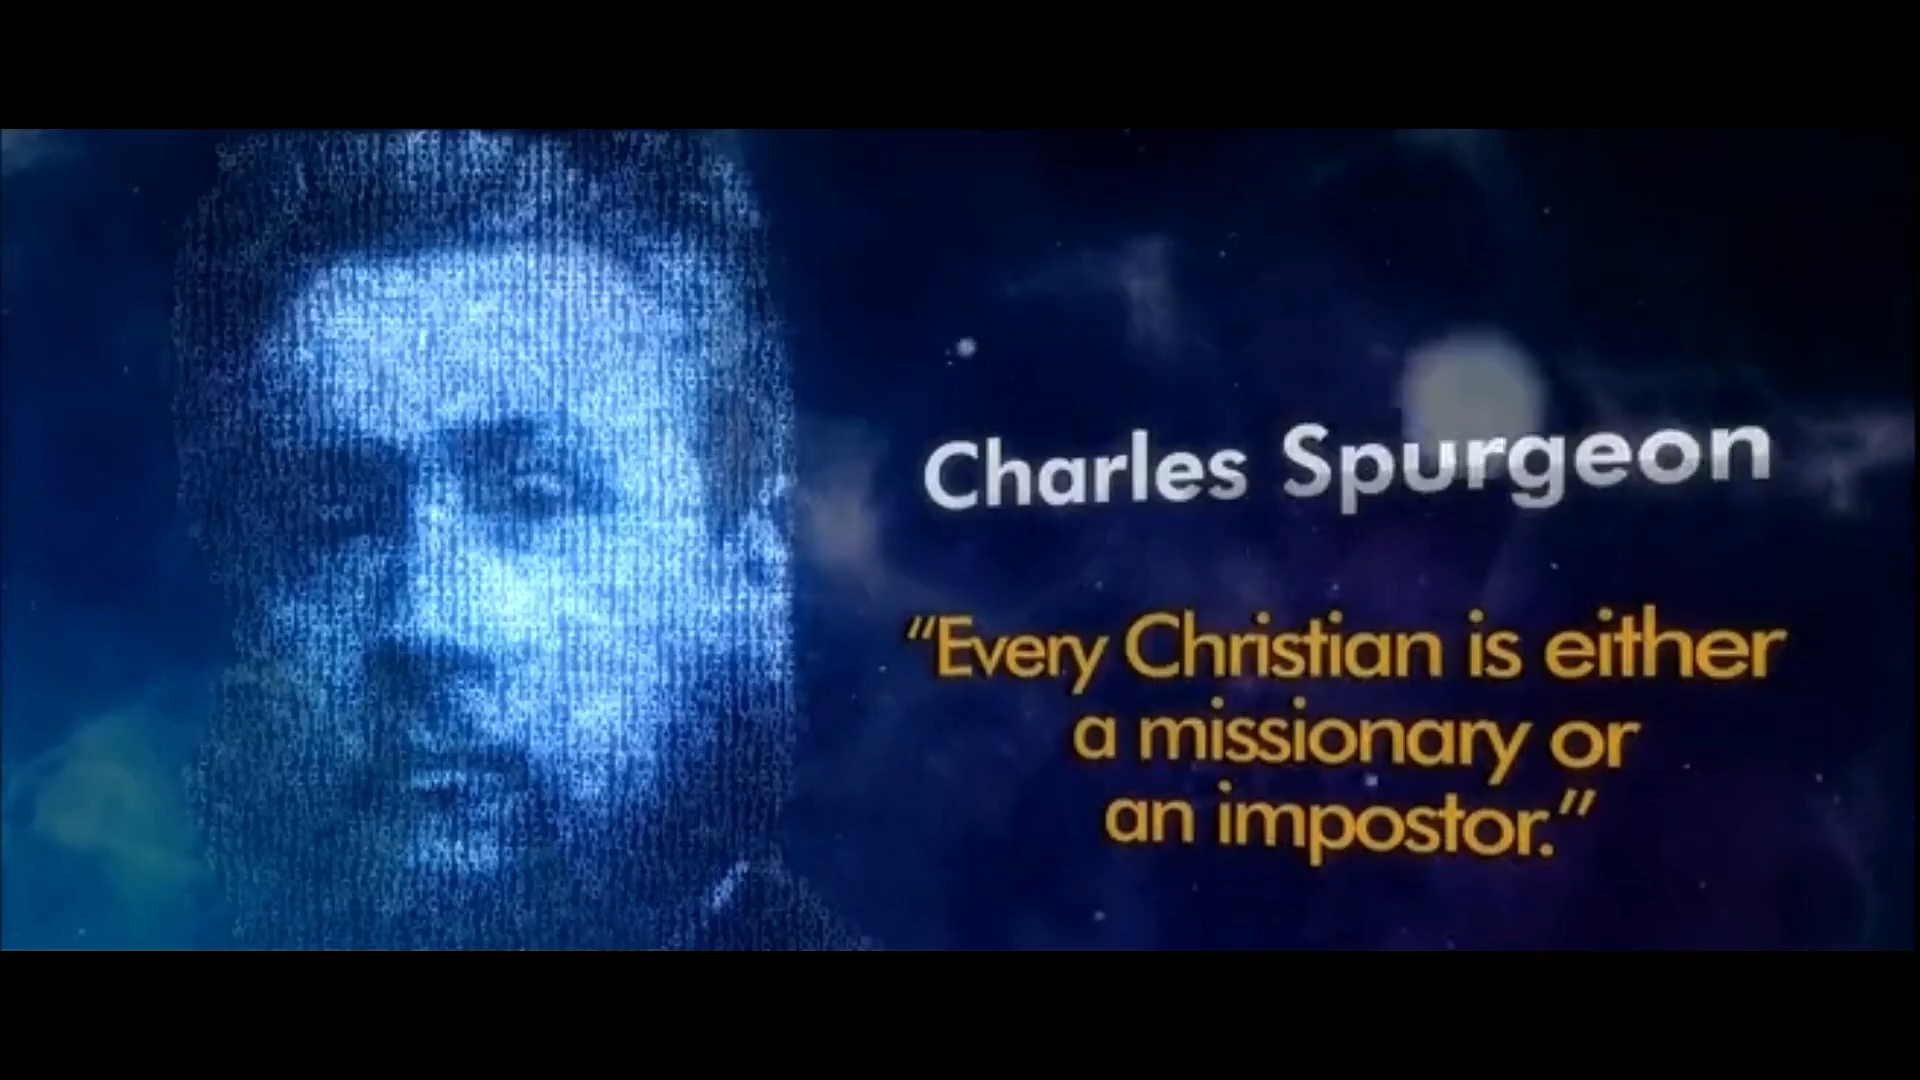 Charles Spurgeon
“Every Christian is either
a missionary or
an impostor.”